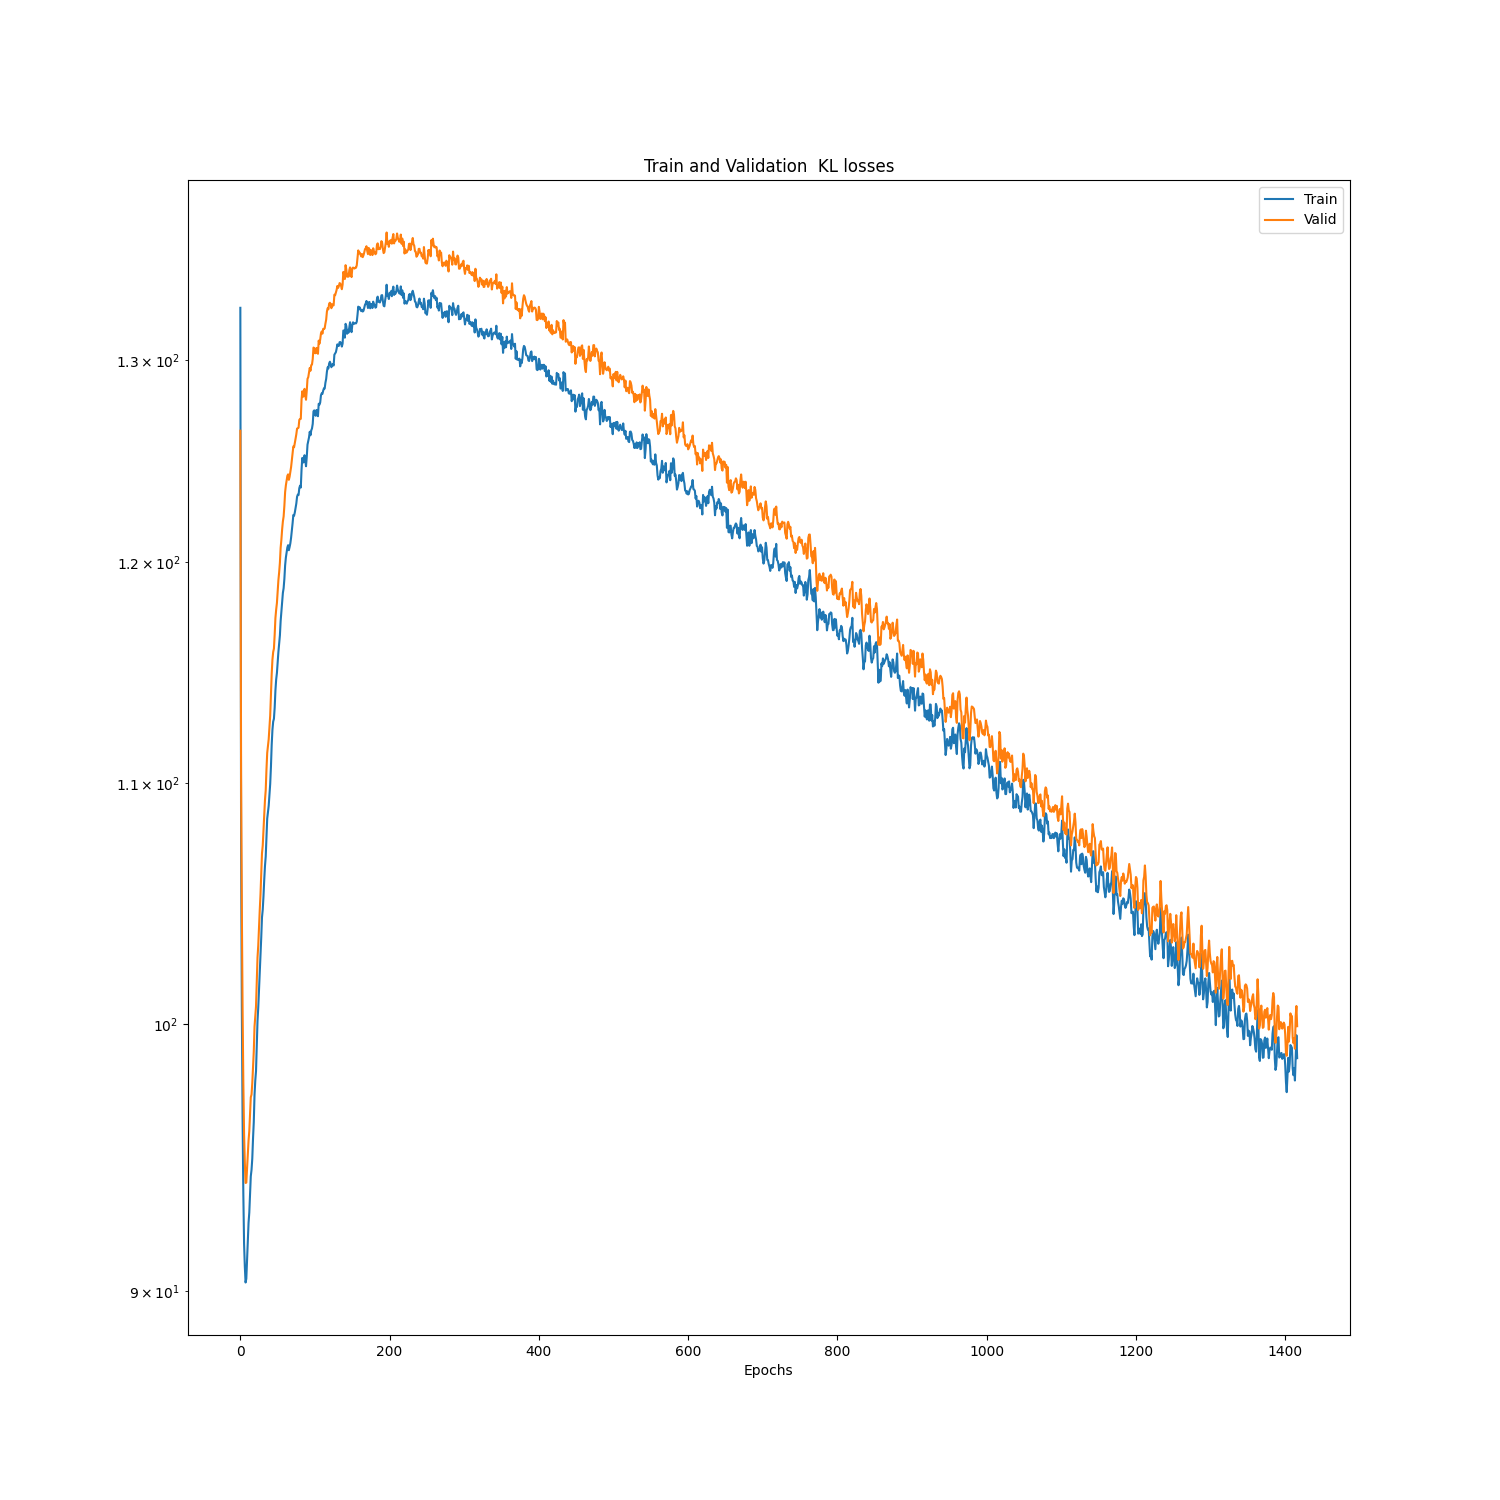 Train and Validation  KL losses
Train
Valid
1.3 × 10²
1.2 × 10²
1.1 × 10²
10²
9 × 10¹
0 200 400 600 800 1000 1200 1400
Epochs